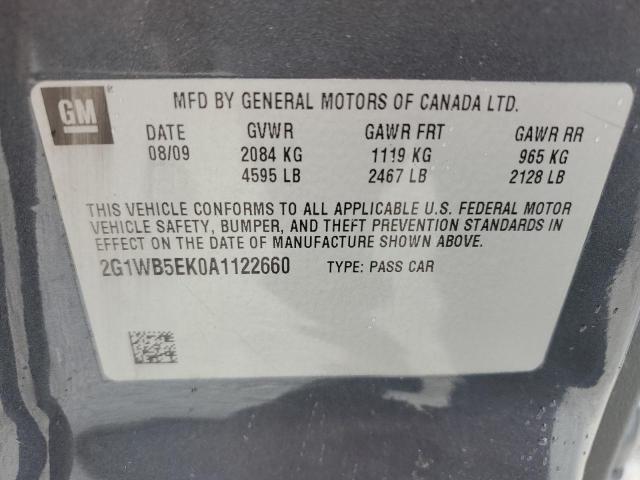 GM
MFD BY GENERAL MOTORS OF CANADA LTD.
DATE GVWR GAWR FRT GAWR RR
08/09 2084 KG 1119 KG 965 KG
4595 LB 2467 LB 2128 LB
THIS VEHICLE CONFORMS TO ALL APPLICABLE U.S. FEDERAL MOTOR
VEHICLE SAFETY, BUMPER, AND THEFT PREVENTION STANDARDS IN
EFFECT ON THE DATE OF MANUFACTURE SHOWN ABOVE.
2G1WB5EK0A1122660 TYPE: PASS CAR